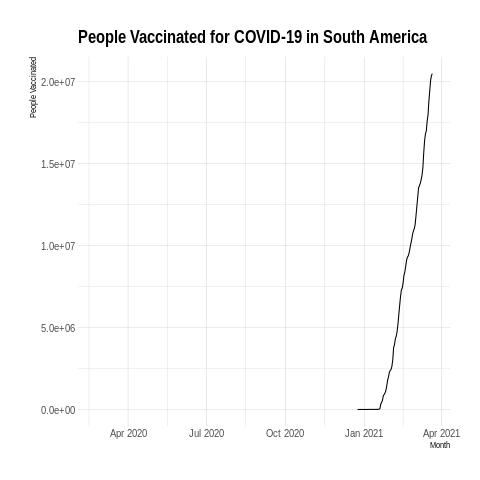 People Vaccinated for COVID-19 in South America
People Vaccinated
2.0e+07
1.5e+07
1.0e+07
5.0e+06
0.0e+00
Apr 2020 Jul 2020 Oct 2020 Jan 2021 Apr 2021
Month